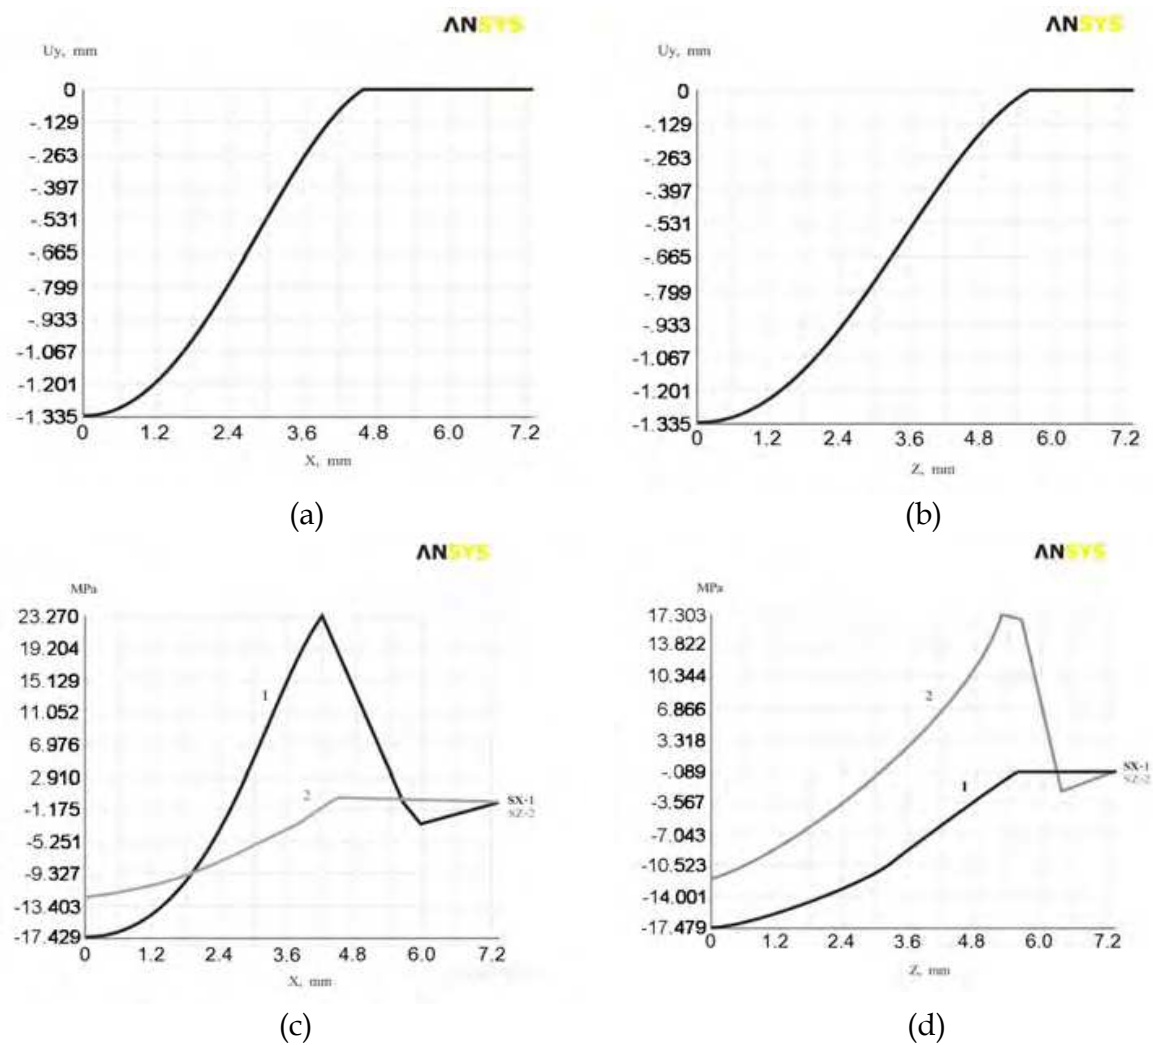 ANSYS
Uy, mm
0
-.129
-.263
-.397
-.531
-.665
-.799
-.933
-1.067
-1.201
-1.335
0 1.2 2.4 3.6 4.8 6.0 7.2
X, mm
(a)
ANSYS
Uy, mm
0
-.129
-.263
-.397
-.531
-.665
-.799
-.933
-1.067
-1.201
-1.335
0 1.2 2.4 3.6 4.8 6.0 7.2
Z, mm
(b)
ANSYS
MPa
23.270
19.204
15.129
11.052
6.976
2.910
-1.175
-5.251
-9.327
-13.403
-17.429
1
2
SX-1
SZ-2
0 1.2 2.4 3.6 4.8 6.0 7.2
X, mm
(c)
ANSYS
MPa
17.303
13.822
10.344
6.866
3.318
-.089
-3.567
-7.043
-10.523
-14.001
-17.479
2
1
SX-1
SZ-2
0 1.2 2.4 3.6 4.8 6.0 7.2
Z, mm
(d)